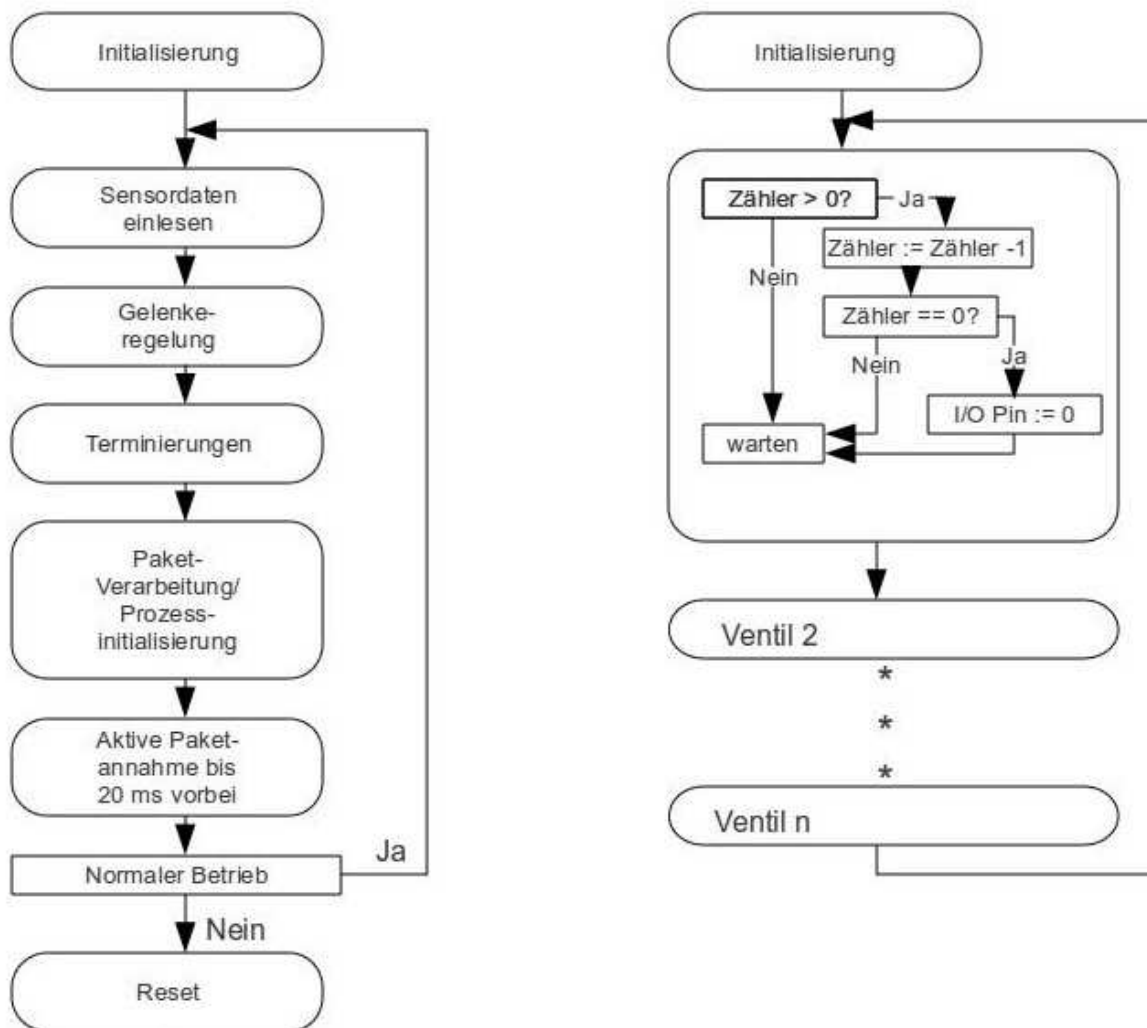 Initialisierung
Sensordaten
einlesen
Gelenke-
regelung
Terminierungen
Paket-
Verarbeitung/
Prozess-
initialisierung
Aktive Paket-
annahme bis
20 ms vorbei
Normaler Betrieb
Ja
Nein
Reset
Initialisierung
Zähler > 0?
Ja
Zähler := Zähler -1
Nein
Zähler == 0?
Nein
Ja
I/O Pin := 0
warten
Ventil 2
*
*
*
Ventil n